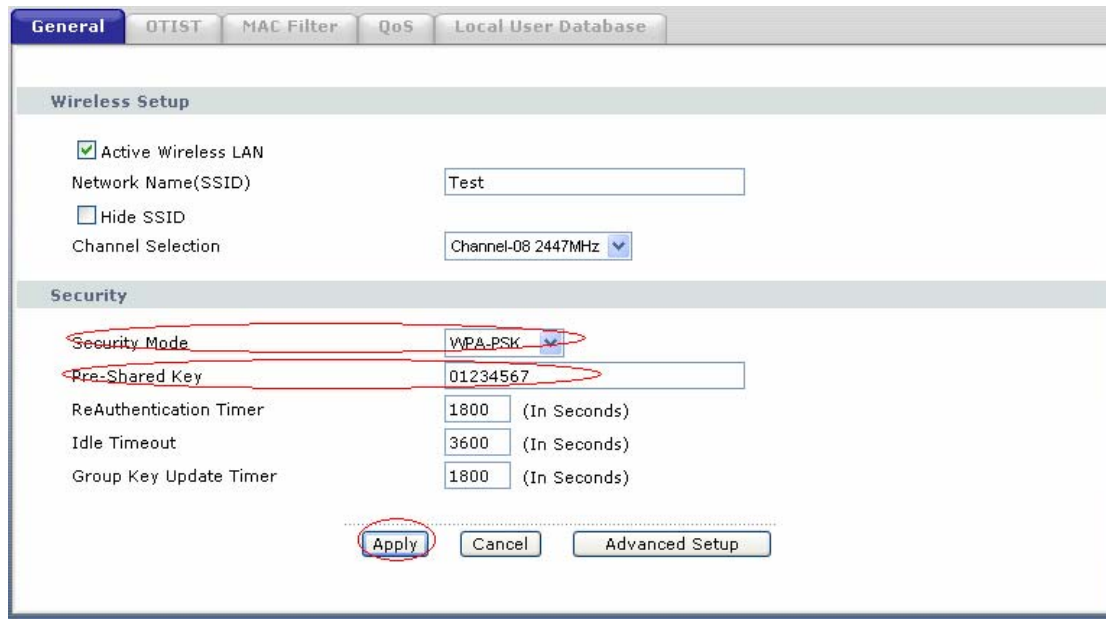 General OTIST MAC Filter QoS Local User Database
Wireless Setup
Active Wireless LAN
Network Name(SSID) Test
Hide SSID
Channel Selection Channel-08 2447MHz
Security
Security Mode WPA-PSK
Pre-Shared Key 01234567
ReAuthentication Timer 1800 (In Seconds)
Idle Timeout 3600 (In Seconds)
Group Key Update Timer 1800 (In Seconds)
Apply Cancel Advanced Setup